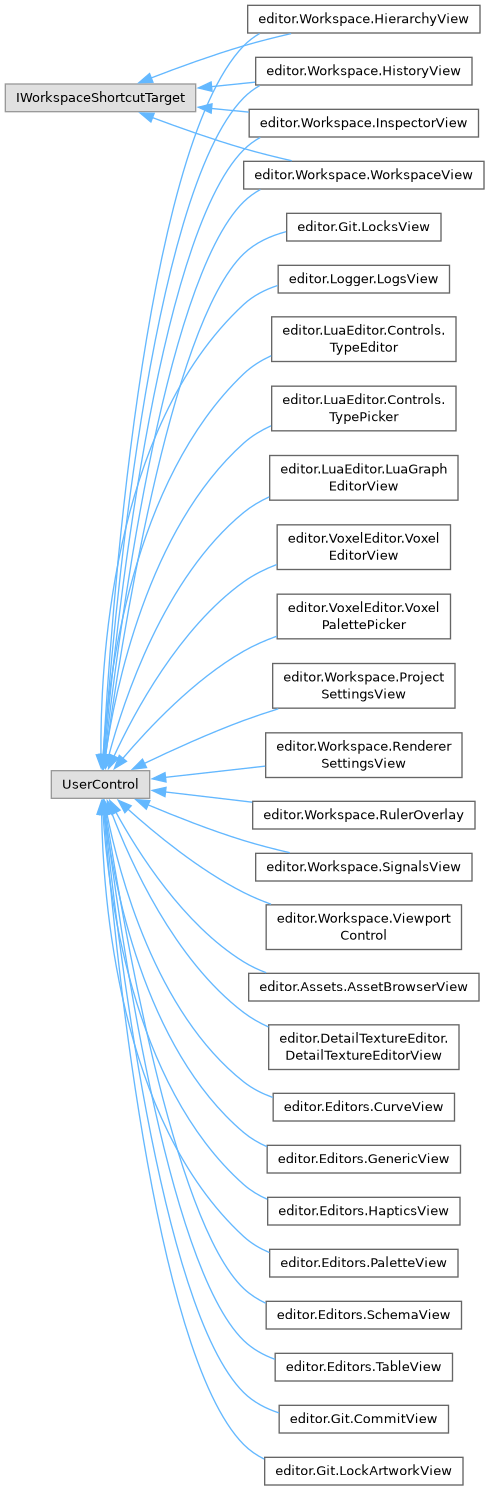 editor.Workspace.HierarchyView
editor.Workspace.HistoryView
IWorkspaceShortcutTarget
editor.Workspace.InspectorView
editor.Workspace.WorkspaceView
editor.Git.LocksView
editor.Logger.LogsView
editor.LuaEditor.Controls.
TypeEditor
editor.LuaEditor.Controls.
TypePicker
editor.LuaEditor.LuaGraph
EditorView
editor.VoxelEditor.Voxel
EditorView
editor.VoxelEditor.Voxel
PalettePicker
editor.Workspace.Project
SettingsView
editor.Workspace.Renderer
SettingsView
UserControl
editor.Workspace.RulerOverlay
editor.Workspace.SignalsView
editor.Workspace.Viewport
Control
editor.Assets.AssetBrowserView
editor.DetailTextureEditor.
DetailTextureEditorView
editor.Editors.CurveView
editor.Editors.GenericView
editor.Editors.HapticsView
editor.Editors.PaletteView
editor.Editors.SchemaView
editor.Editors.TableView
editor.Git.CommitView
editor.Git.LockArtworkView